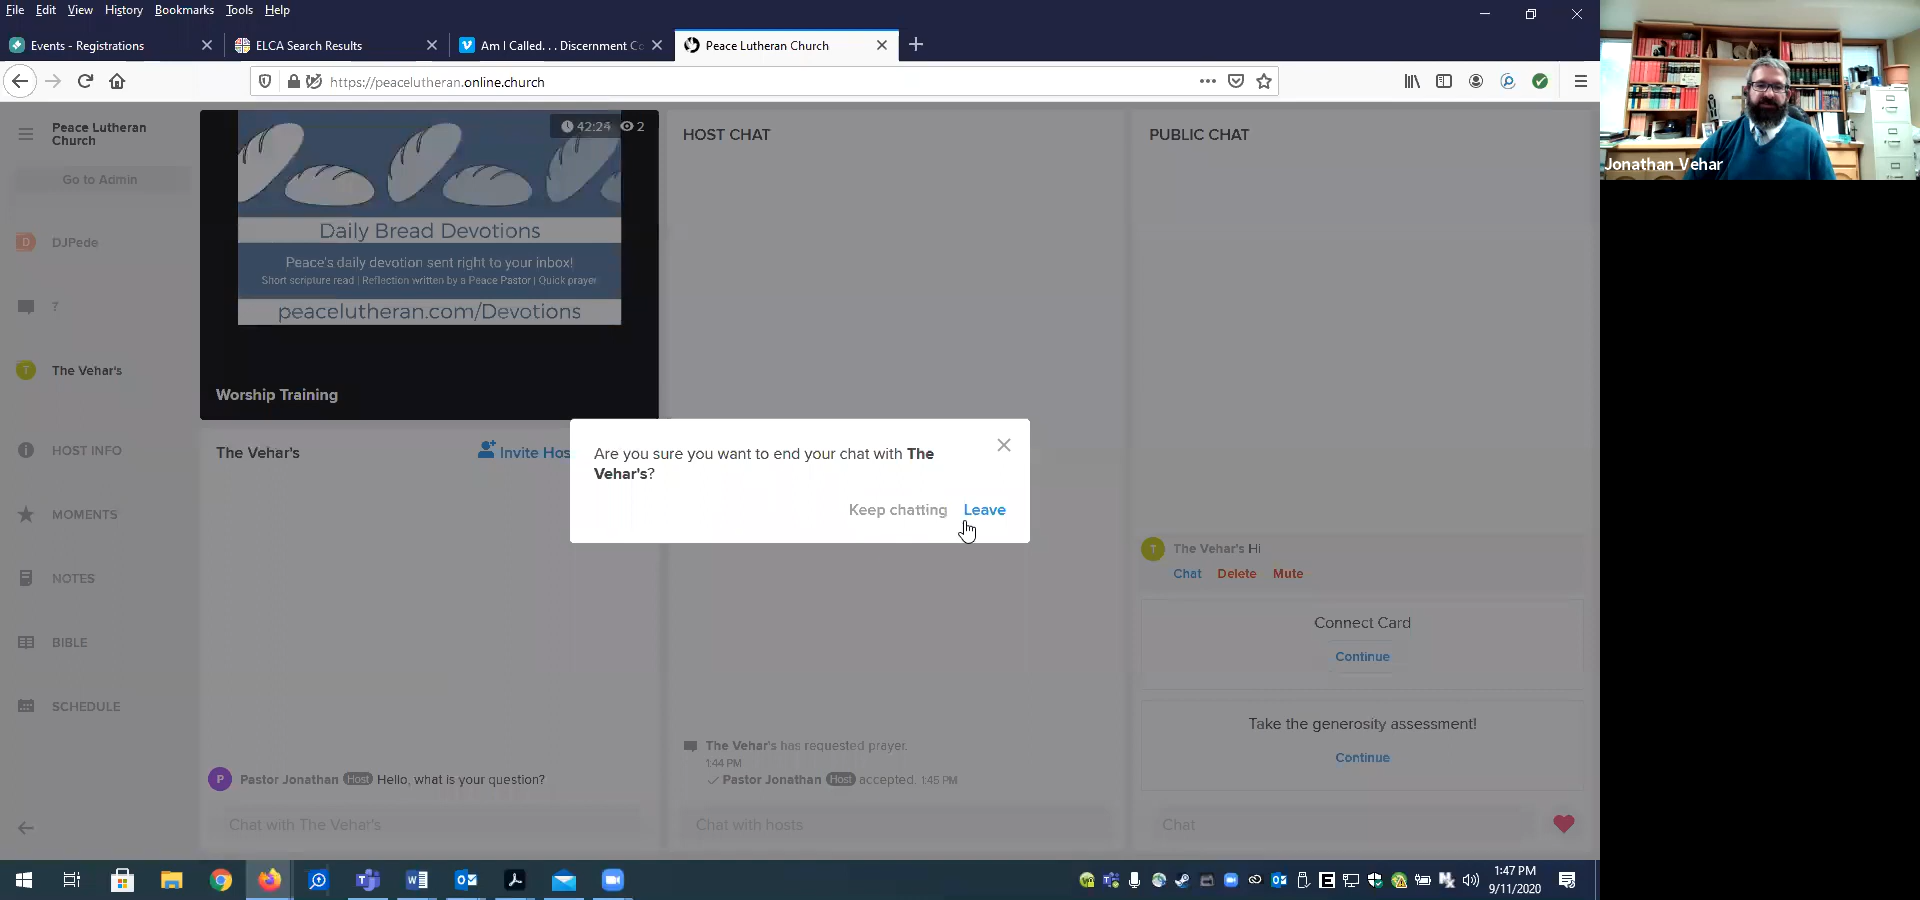 File Edit View History Bookmarks Tools Help
Events - Registrations
ELCA Search Results
Am I Called. . . Discernment Co
Peace Lutheran Church
https://peacelutheran.online.church
Peace Lutheran
Church
Go to Admin
D DJPede
?
T The Vehar's
HOST INFO
MOMENTS
NOTES
BIBLE
SCHEDULE
42:24 2
Daily Bread Devotions
Peace's daily devotion sent right to your inbox!
Short scripture read | Reflection written by a Peace Pastor | Quick prayer
peacelutheran.com/Devotions
Worship Training
The Vehar's
Invite Hos
P Pastor Jonathan Host Hello, what is your question?
Chat with The Vehar's
HOST CHAT
The Vehar's has requested prayer.
1:44 PM
Pastor Jonathan Host accepted. 1:45 PM
Chat with hosts
Are you sure you want to end your chat with The
Vehar's?
Keep chatting Leave
PUBLIC CHAT
T The Vehar's Hi
Chat Delete Mute
Connect Card
Continue
Take the generosity assessment!
Continue
Chat
Jonathan Vehar
1:47 PM
9/11/2020